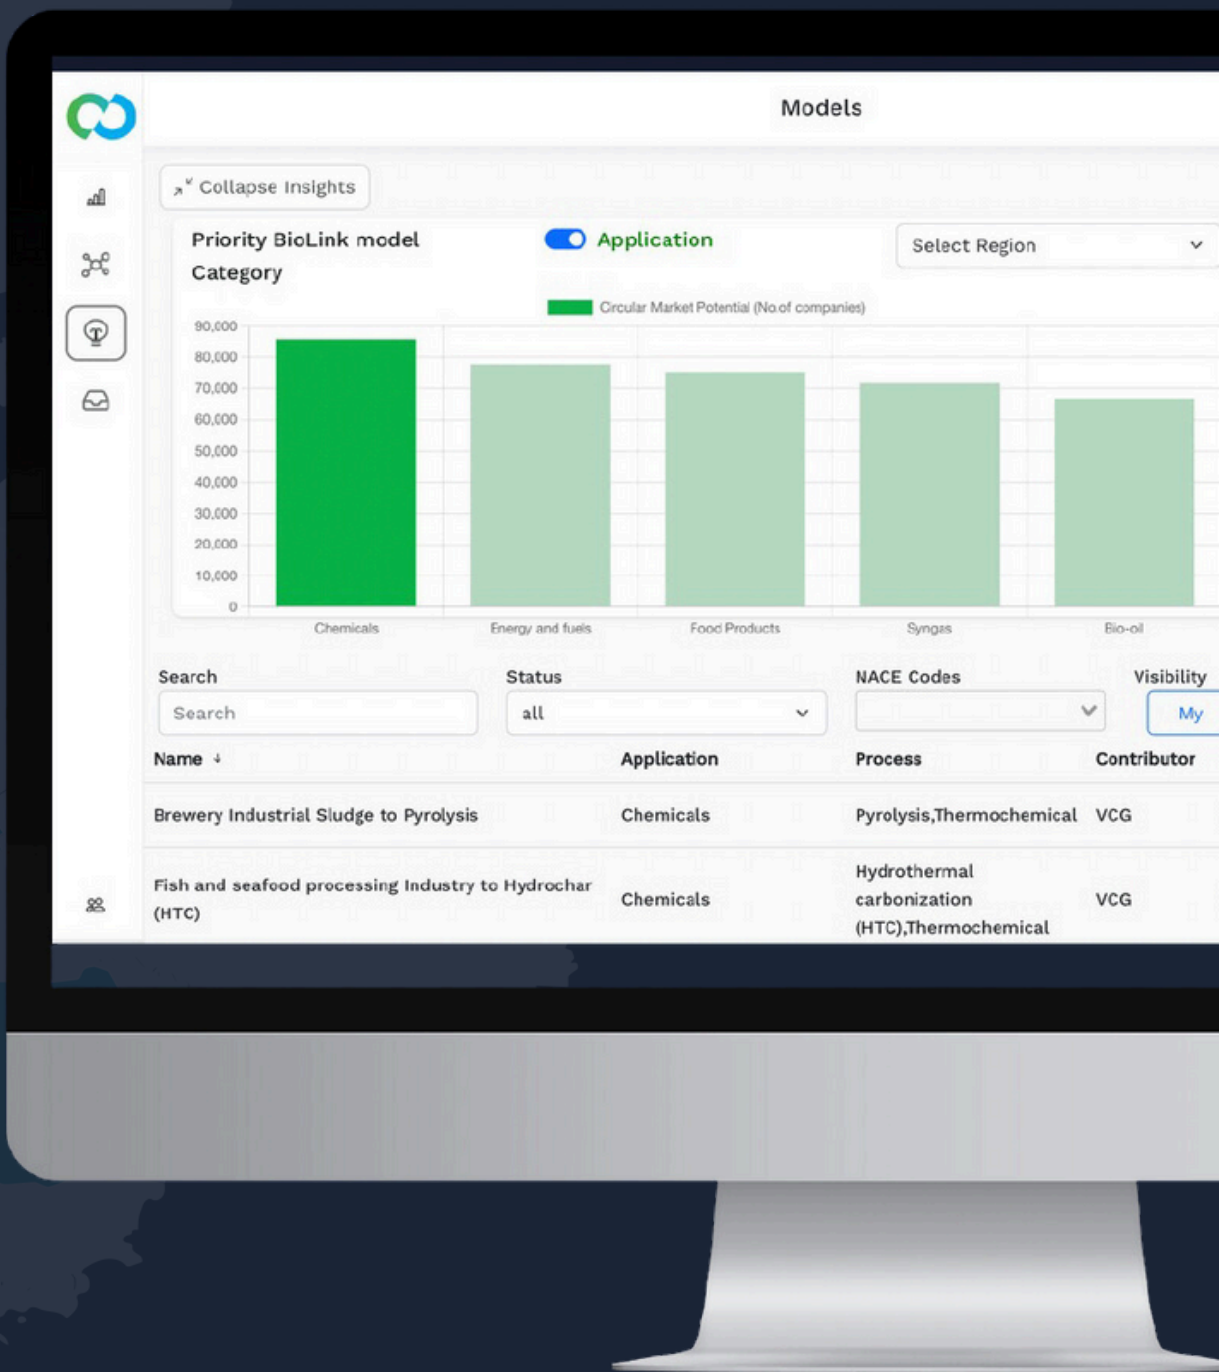 Models
Collapse Insights
Priority BioLink model
Category
Application
Select Region
Circular Market Potential (No.of companies)
90,000
80,000
70,000
60,000
50,000
40,000
30,000
20,000
10,000
0
Chemicals
Energy and fuels
Food Products
Syngas
Bio-oil
Search
Status
NACE Codes
Visibility
Search
all
My
Name ↓
Application
Process
Contributor
Brewery Industrial Sludge to Pyrolysis
Chemicals
Pyrolysis,Thermochemical
VCG
Fish and seafood processing Industry to Hydrochar
(HTC)
Chemicals
Hydrothermal
carbonization
(HTC),Thermochemical
VCG